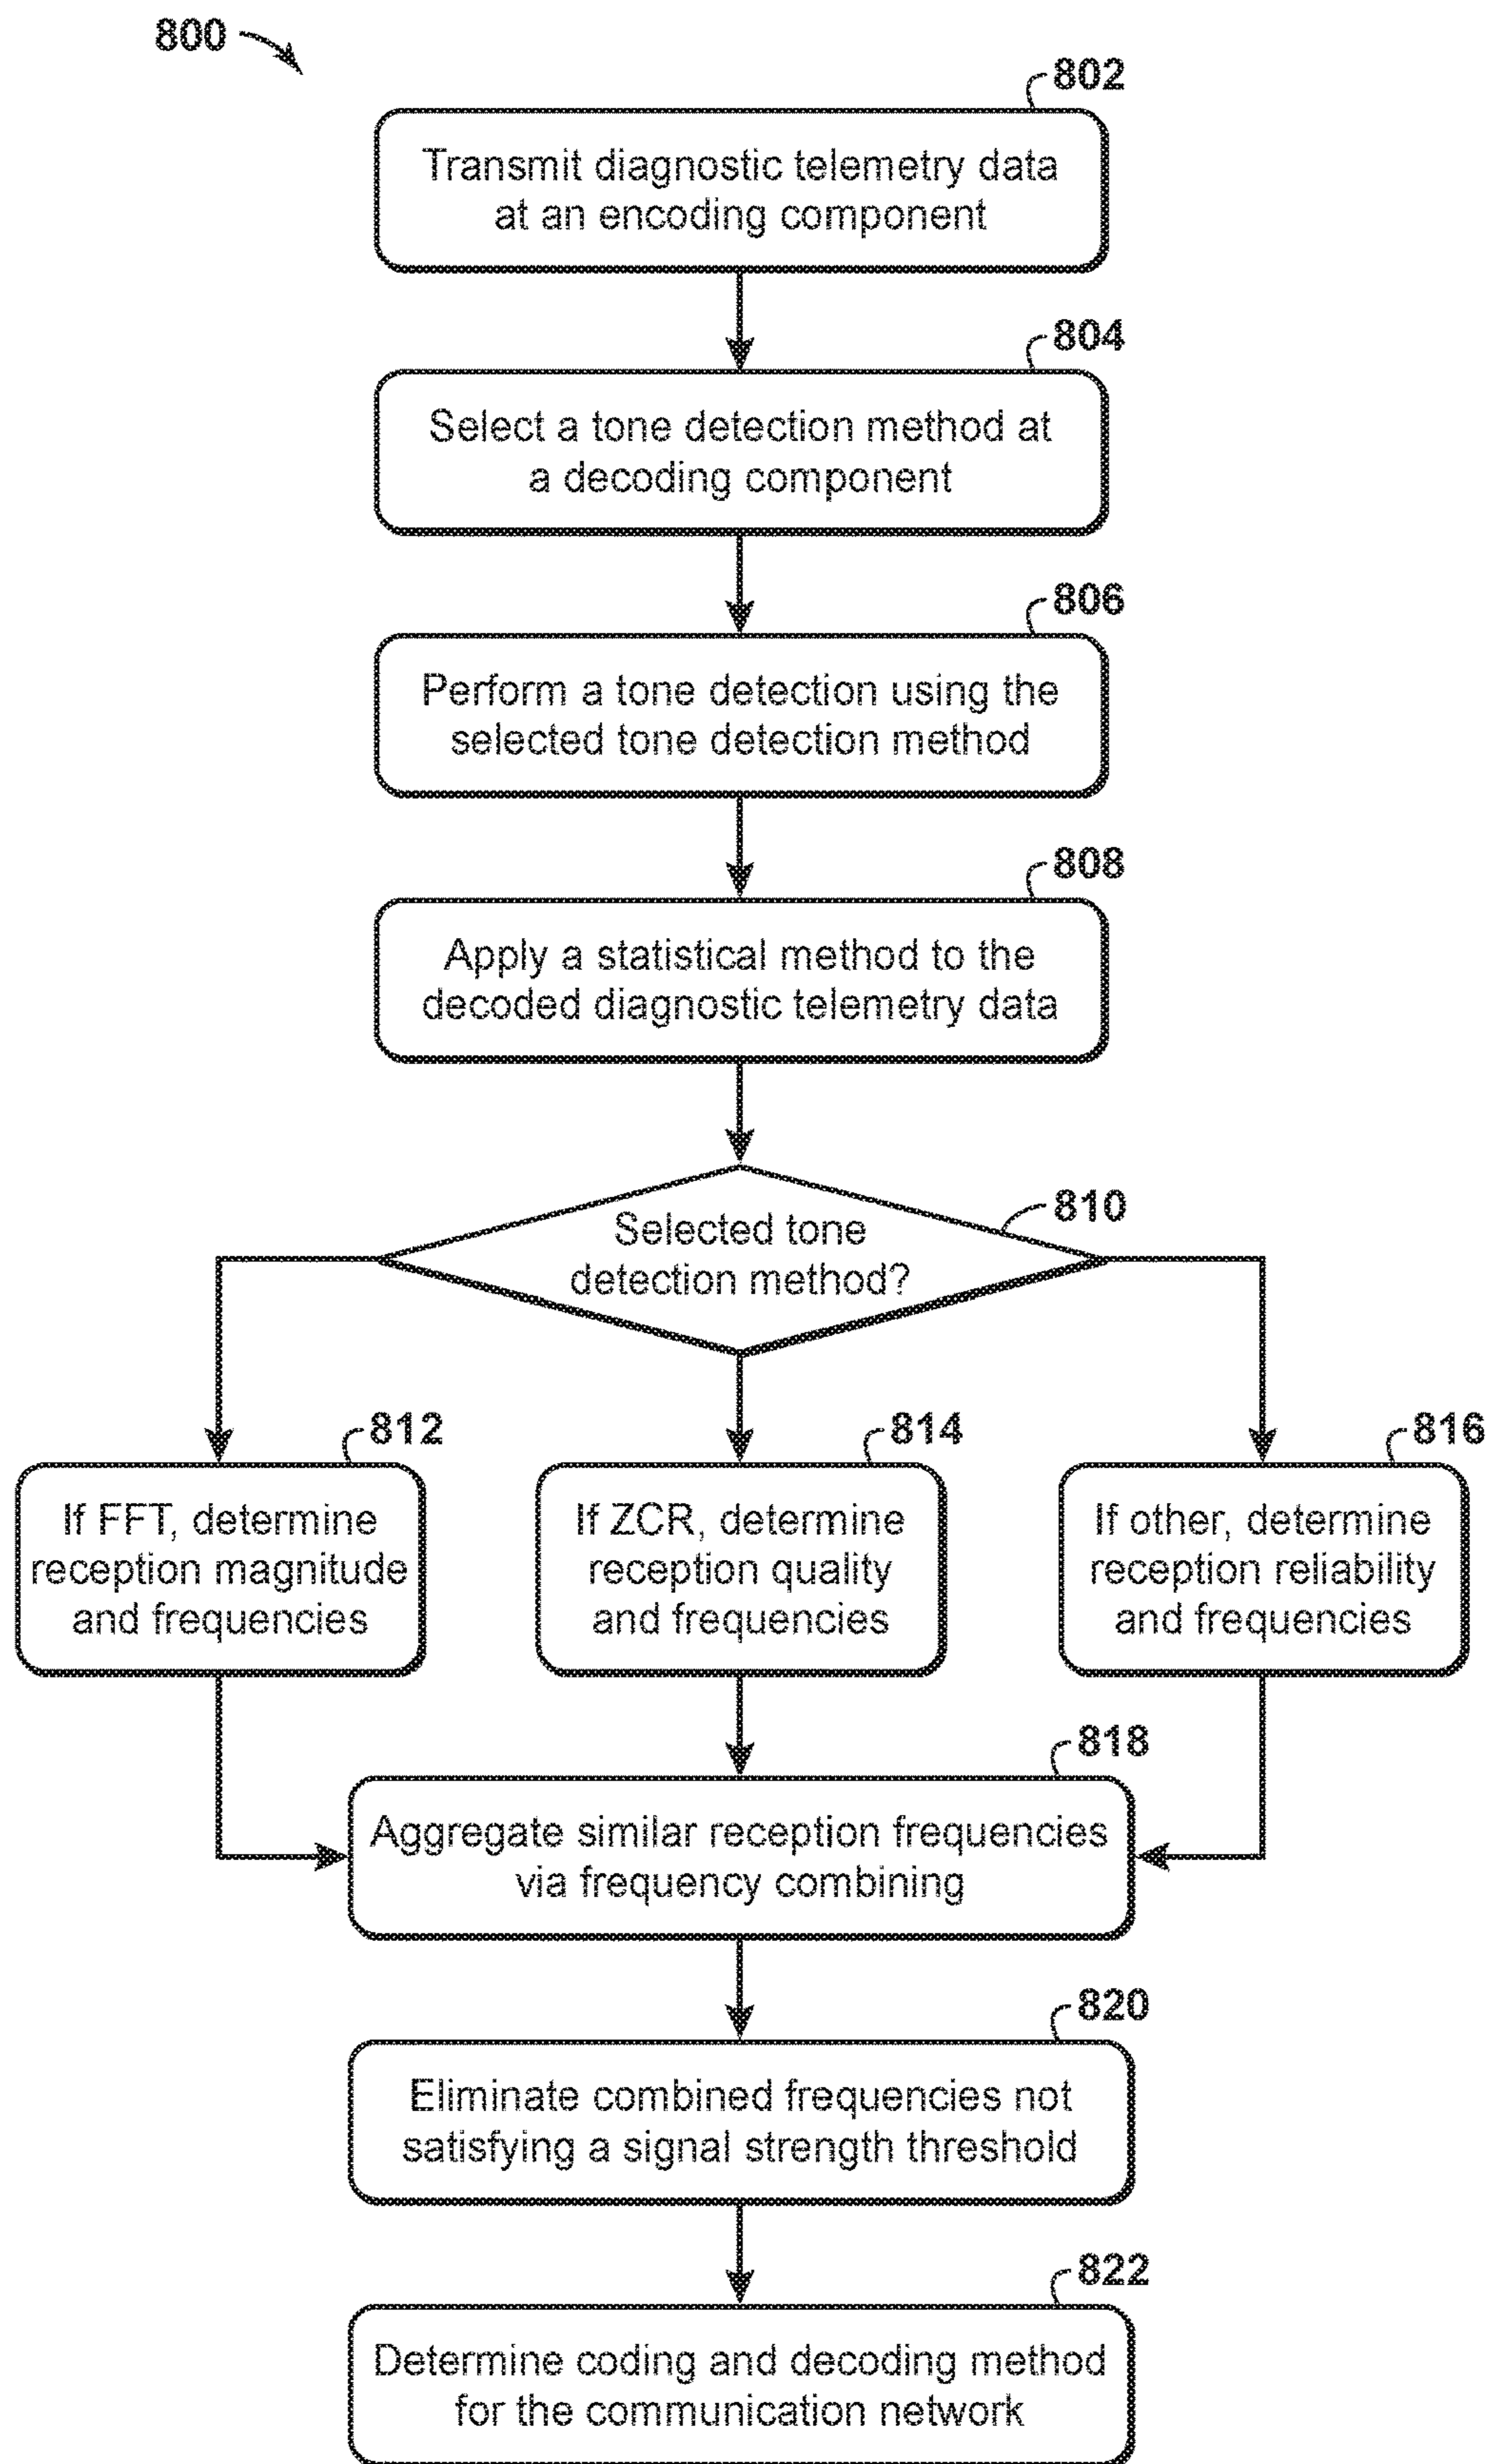 800
802
Transmit diagnostic telemetry data
at an encoding component
804
Select a tone detection method at
a decoding component
806
Perform a tone detection using the
selected tone detection method
808
Apply a statistical method to the
decoded diagnostic telemetry data
810
Selected tone
detection method?
812
If FFT, determine
reception magnitude
and frequencies
814
If ZCR, determine
reception quality
and frequencies
816
If other, determine
reception reliability
and frequencies
818
Aggregate similar reception frequencies
via frequency combining
820
Eliminate combined frequencies not
satisfying a signal strength threshold
822
Determine coding and decoding method
for the communication network